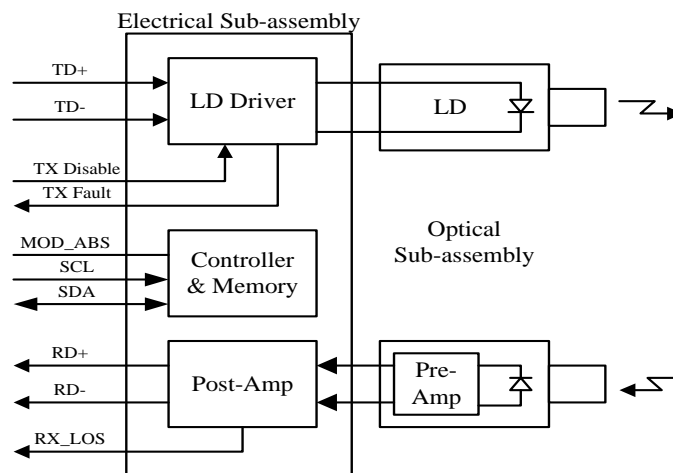 Electrical Sub-assembly
TD+
TD-
LD Driver
LD
TX Disable
TX Fault
Optical
Sub-assembly
MOD_ABS
SCL
SDA
Controller
& Memory
RD+
RD-
Post-Amp
Pre-
Amp
RX_LOS